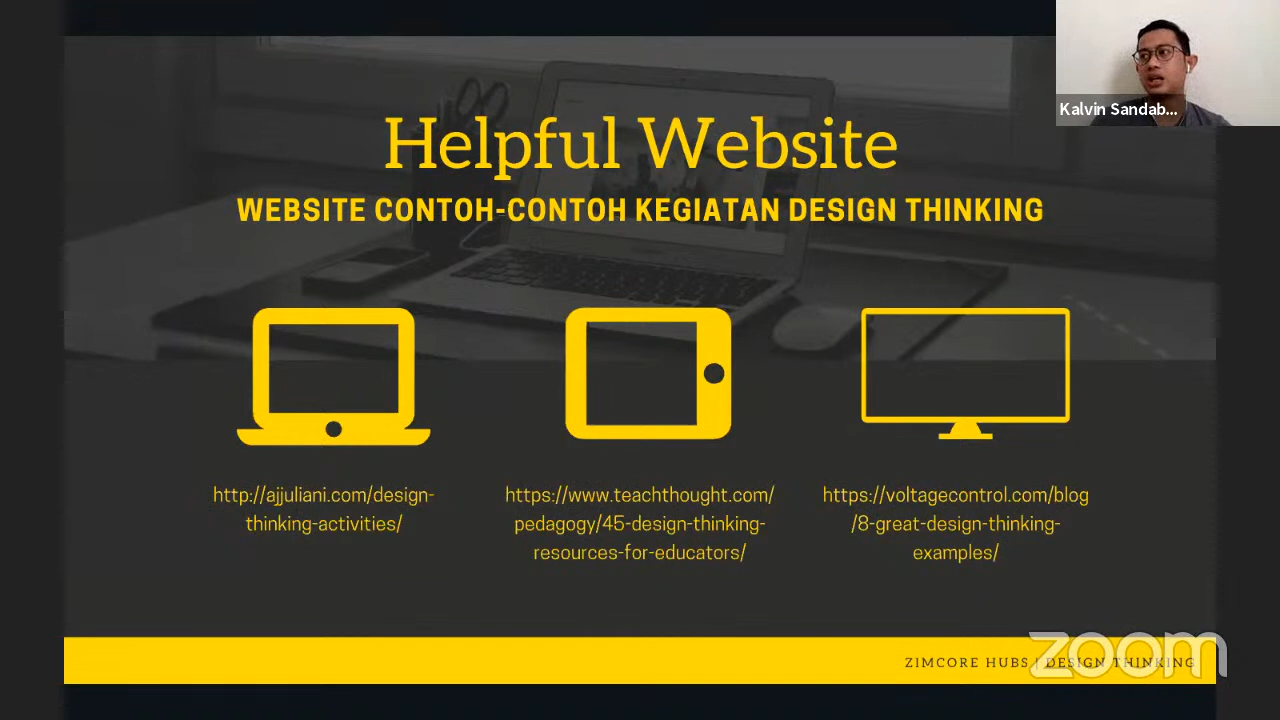 Kalvin Sandab...
Helpful Website
WEBSITE CONTOH-CONTOH KEGIATAN DESIGN THINKING
http://ajjuliani.com/design-
thinking-activities/
https://www.teachthought.com/
pedagogy/45-design-thinking-
resources-for-educators/
https://voltagecontrol.com/blog
/8-great-design-thinking-
examples/
ZIMCORE HUBS | DESIGN THINKING
zoom